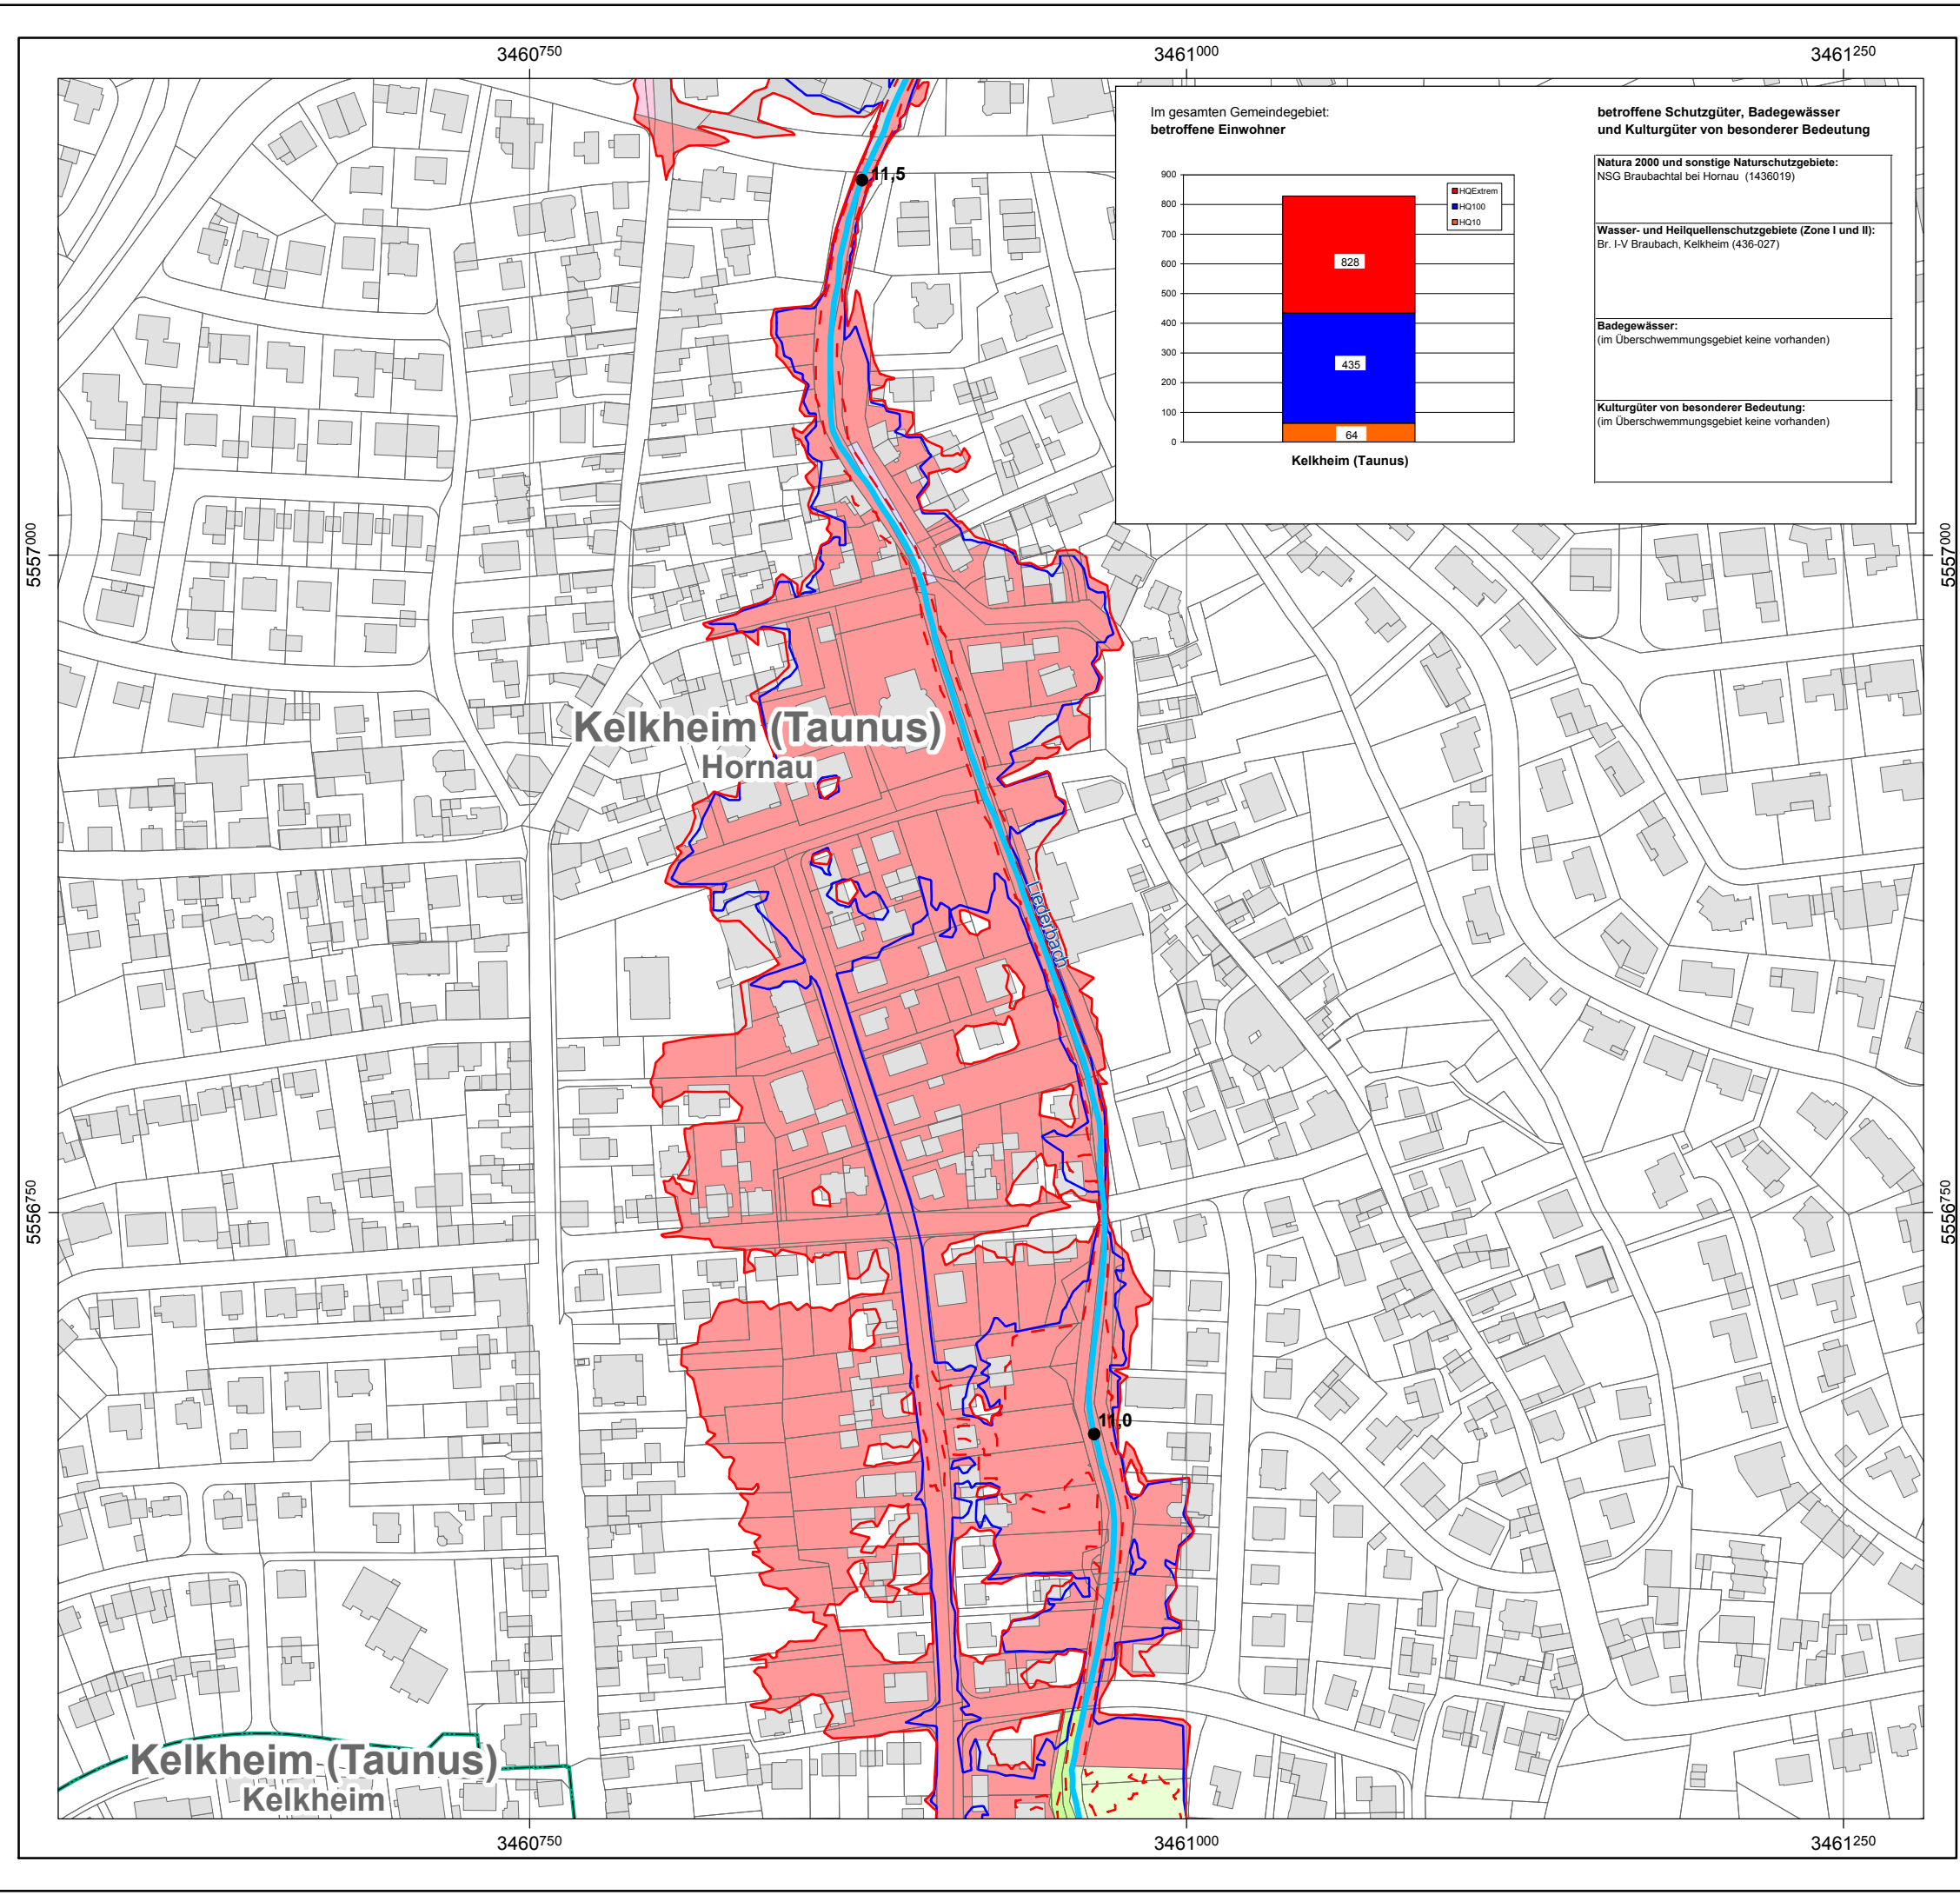 3460750 3461000 3461250
Im gesamten Gemeindegebiet:
betroffene Einwohner
900
800
700
600
500
400
300
200
100
0
HQExtrem
HQ100
HQ10
828
435
64
Kelkheim (Taunus)
betroffene Schutzgüter, Badegewässer
und Kulturgüter von besonderer Bedeutung
Natura 2000 und sonstige Naturschutzgebiete:
NSG Braubachtal bei Hornau (1436019)
Wasser- und Heilquellenschutzgebiete (Zone I und II):
Br. I-V Braubach, Kelkheim (436-027)
Badegewässer:
(im Überschwemmungsgebiet keine vorhanden)
Kulturgüter von besonderer Bedeutung:
(im Überschwemmungsgebiet keine vorhanden)
11,5
5557000 5557000
Kelkheim (Taunus)
Hornau
Liederbach
5556750 5556750
11,0
Kelkheim (Taunus)
Kelkheim
3460750 3461000 3461250